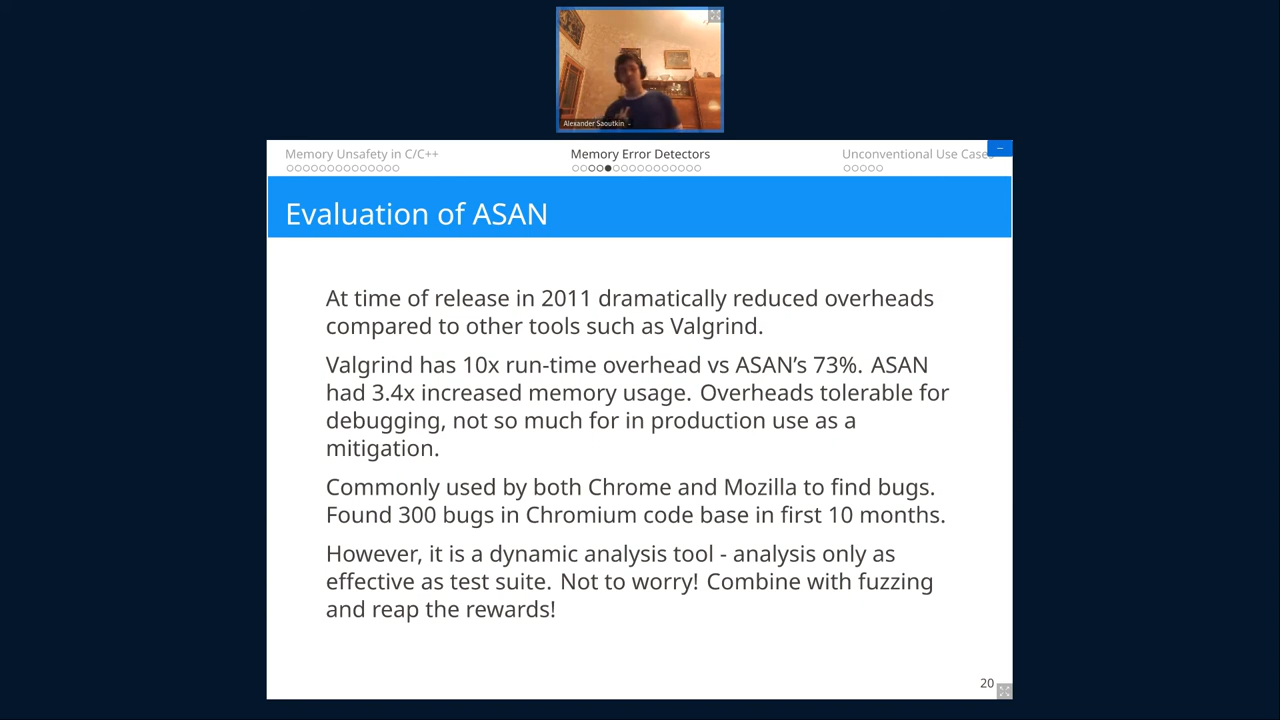 Alexander Saoutkin
Memory Unsafety in C/C++
Memory Error Detectors
Unconventional Use Cases
Evaluation of ASAN
At time of release in 2011 dramatically reduced overheads
compared to other tools such as Valgrind.
Valgrind has 10x run-time overhead vs ASAN’s 73%. ASAN
had 3.4x increased memory usage. Overheads tolerable for
debugging, not so much for in production use as a
mitigation.
Commonly used by both Chrome and Mozilla to find bugs.
Found 300 bugs in Chromium code base in first 10 months.
However, it is a dynamic analysis tool - analysis only as
effective as test suite. Not to worry! Combine with fuzzing
and reap the rewards!
20